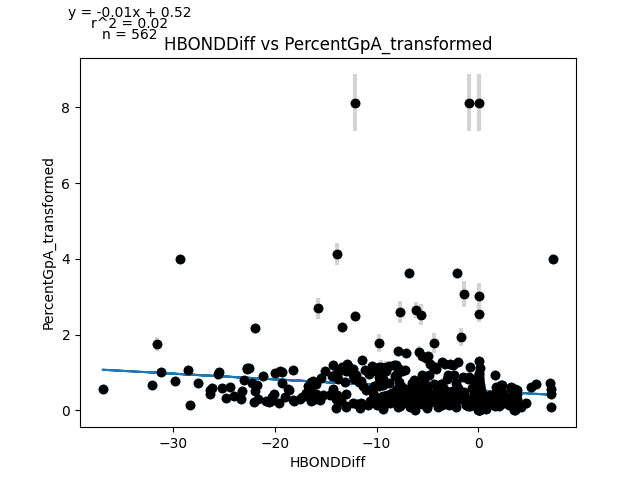 y = -0.01x + 0.52
r^2 = 0.02
n = 562
HBONDDiff vs PercentGpA_transformed
PercentGpA_transformed
8
6
4
2
0
−30
−20
−10
0
HBONDDiff